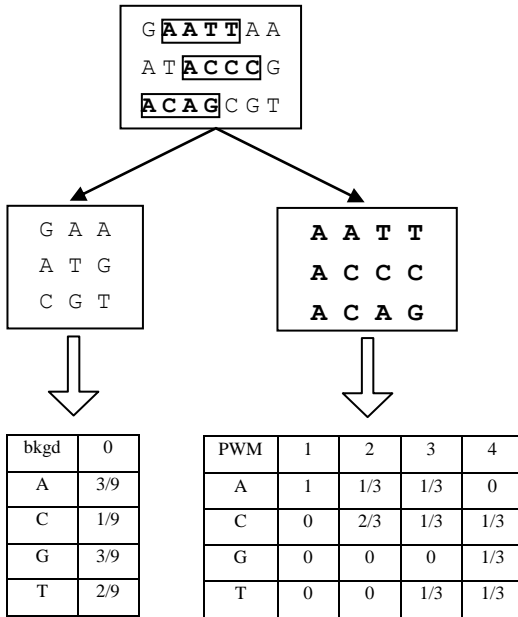 G A A T T A A
A T A C C C G
A C A G C G T
G A A
A T G
C G T
A A T T
A C C C
A C A G
bkgd 0
A 3/9
C 1/9
G 3/9
T 2/9
PWM 1 2 3 4
A 1 1/3 1/3 0
C 0 2/3 1/3 1/3
G 0 0 0 1/3
T 0 0 1/3 1/3